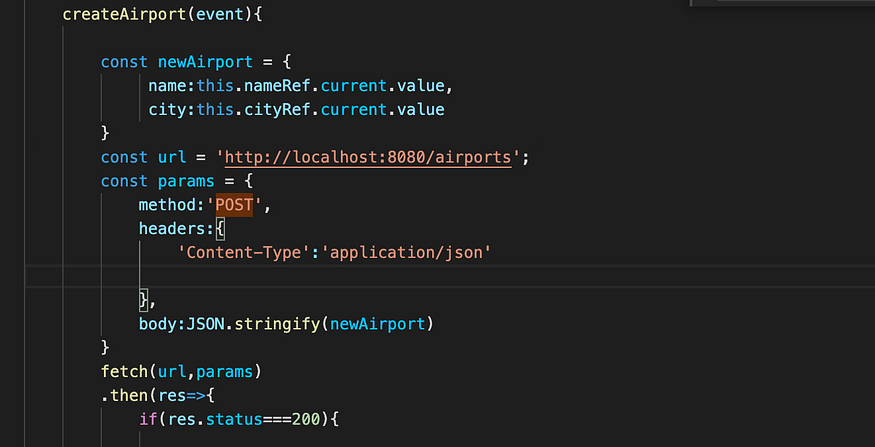 createAirport(event){
const newAirport = {
name:this.nameRef.current.value,
city:this.cityRef.current.value
}
const url = 'http://localhost:8080/airports';
const params = {
method:'POST',
headers:{
'Content-Type':'application/json'
},
body:JSON.stringify(newAirport)
}
fetch(url,params)
.then(res=>{
if(res.status===200){